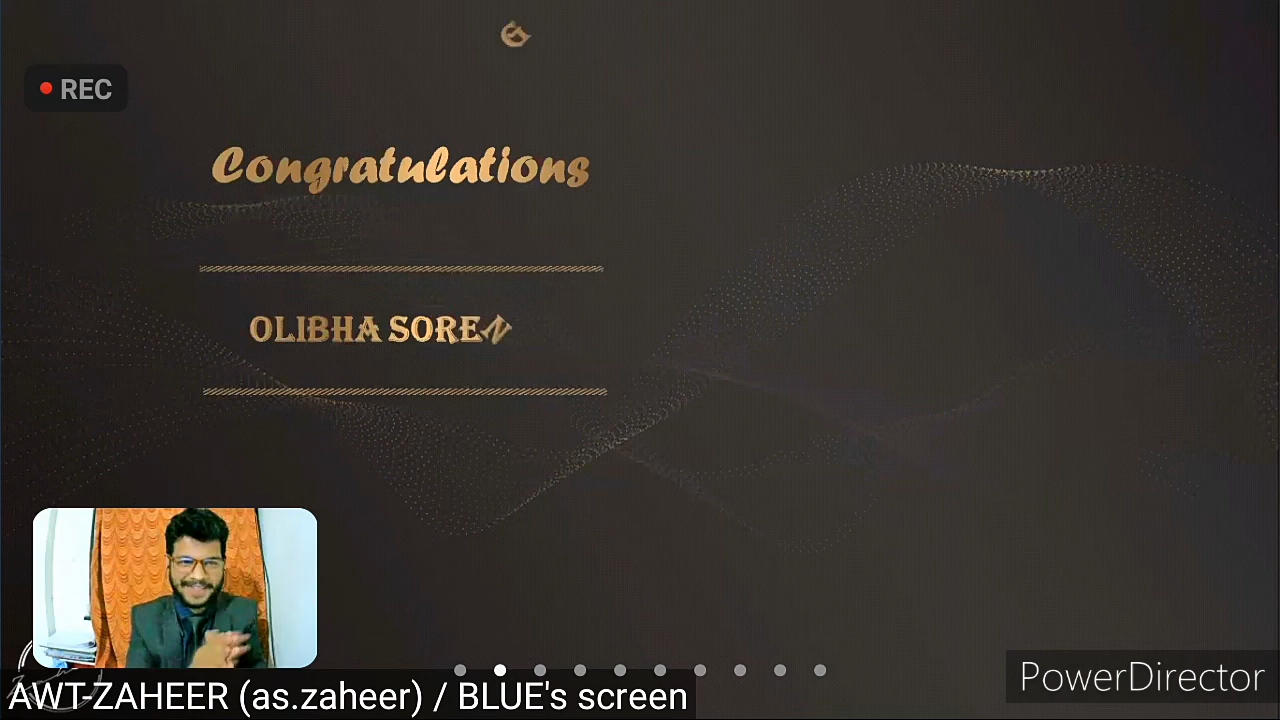 REC
Congratulations
OLIBHA SOREN
AWT-ZAHEER (as.zaheer) / BLUE's screen
PowerDirector